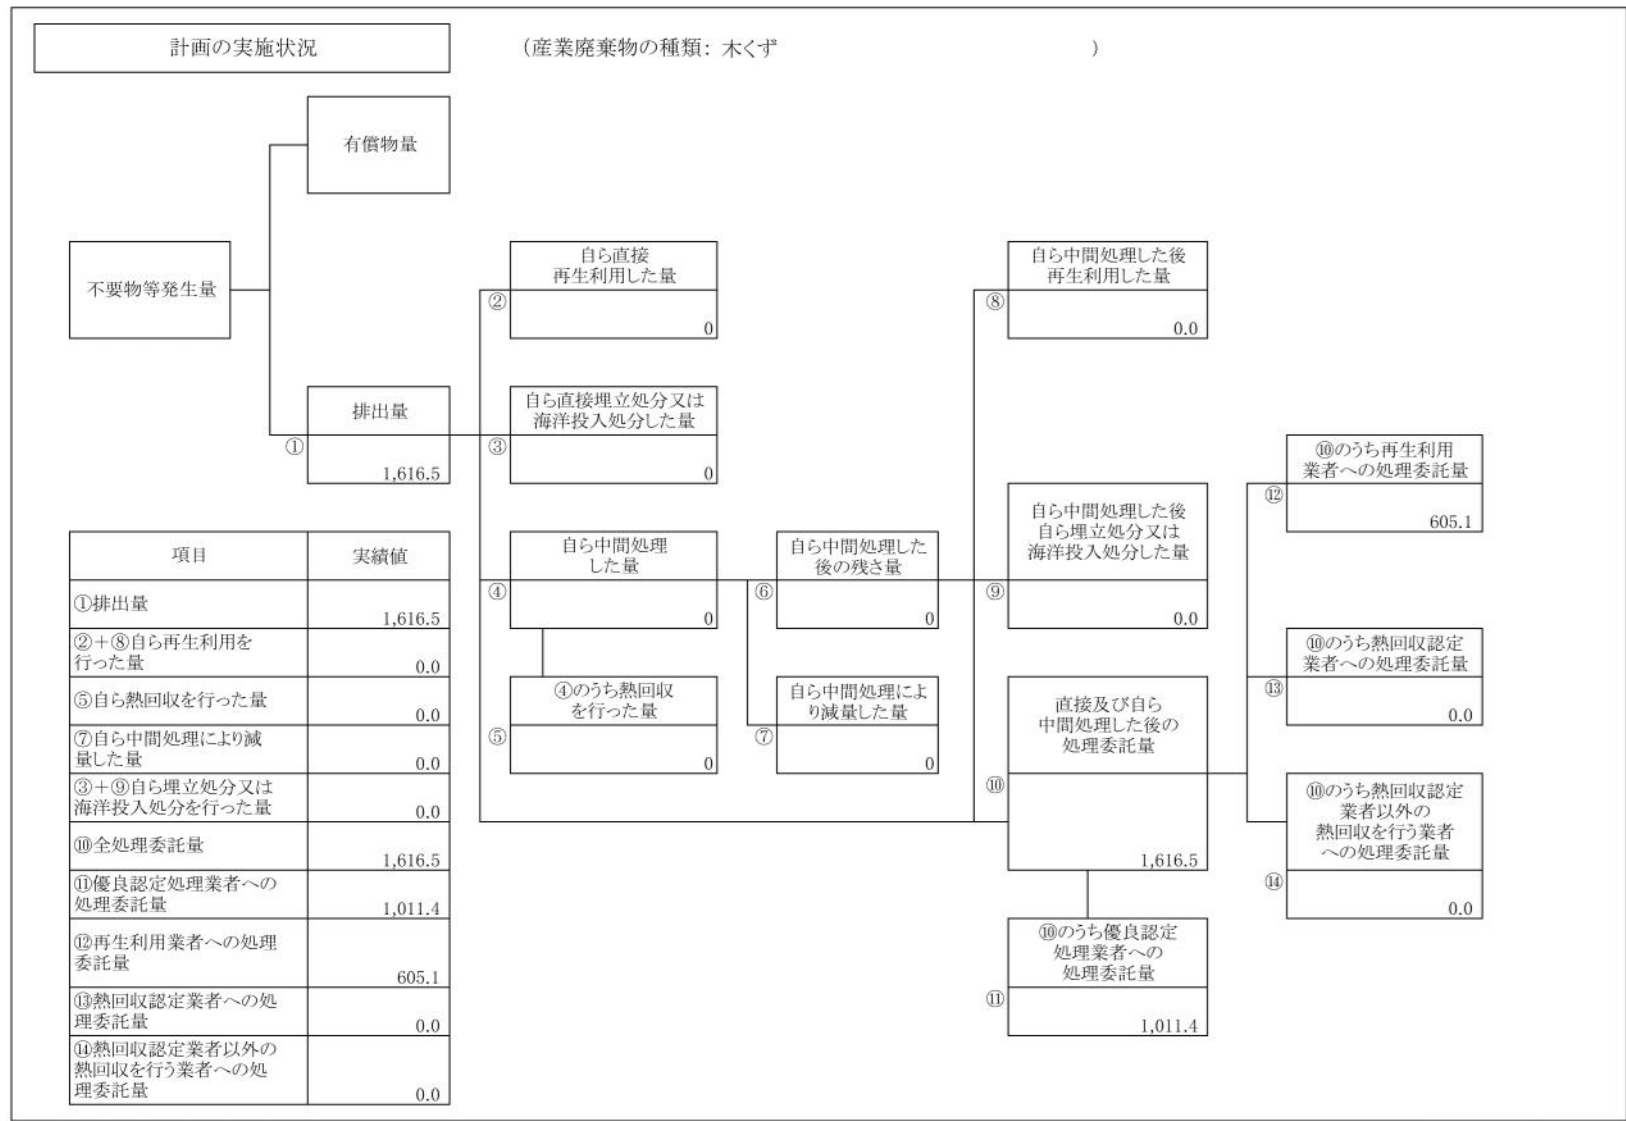 計画の実施状況
（産業廃棄物の種類：木くず　）
有償物量
不要物等発生量
自ら直接
再生利用した量
②
0
自ら中間処理した後
再生利用した量
⑧
0.0
排出量
①
1,616.5
自ら直接埋立処分又は
海洋投入処分した量
③
0
⑩のうち再生利用
業者への処理委託量
⑫
605.1
自ら中間処理
した量
④
0
自ら中間処理した
後の残さ量
⑥
0
自ら中間処理した後
自ら埋立処分又は
海洋投入処分した量
⑨
0.0
⑩のうち熱回収認定
業者への処理委託量
⑬
0.0
④のうち熱回収
を行った量
⑤
0
自ら中間処理によ
り減量した量
⑦
0
直接及び自ら
中間処理した後の
処理委託量
⑩
1,616.5
⑩のうち熱回収認定
業者以外の
熱回収を行う業者
への処理委託量
⑭
0.0
⑩のうち優良認定
処理業者への
処理委託量
⑪
1,011.4
項目 実績値
①排出量
1,616.5
②＋⑧自ら再生利用を
行った量
0.0
⑤自ら熱回収を行った量
0.0
⑦自ら中間処理により減
量した量
0.0
③＋⑨自ら埋立処分又は
海洋投入処分を行った量
0.0
⑩全処理委託量
1,616.5
⑪優良認定処理業者への
処理委託量
1,011.4
⑫再生利用業者への処理
委託量
605.1
⑬熱回収認定業者への処
理委託量
0.0
⑭熱回収認定業者以外の
熱回収を行う業者への処
理委託量
0.0